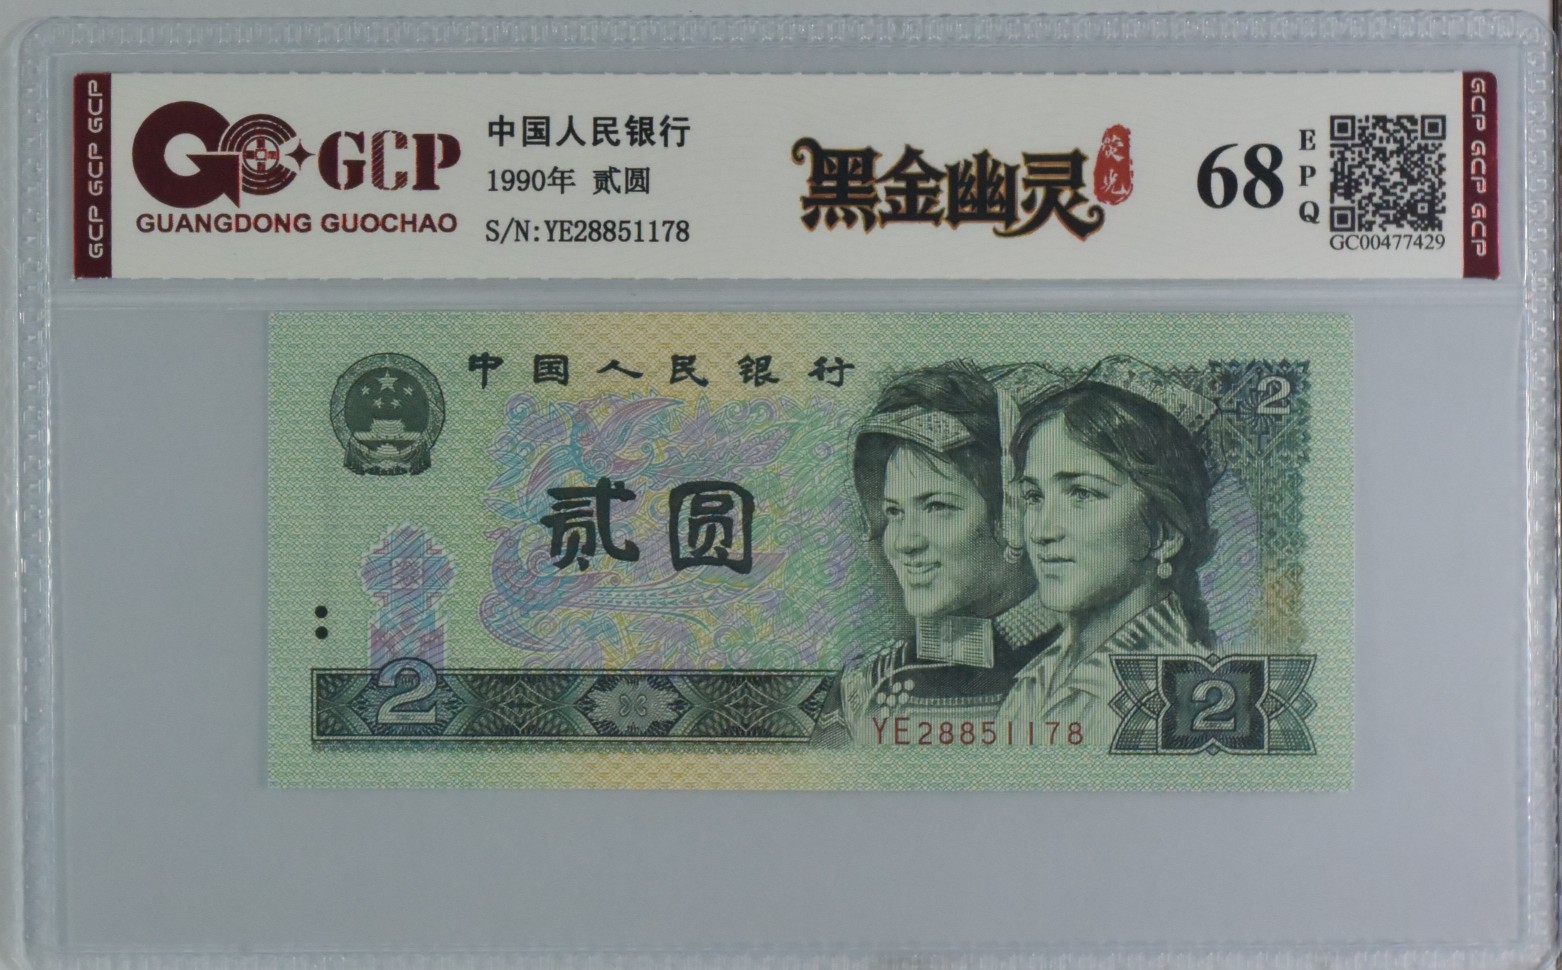 GCP GCP GCP
GCP
GUANGDONG GUOCHAO
中国人民银行
1990年 贰圆
S/N:YE28851178
黑金幽灵
荧光
68
EPQ
GC00477429
GCP GCP GCP
中国人民银行
2
贰圆
2
YE28851178
2